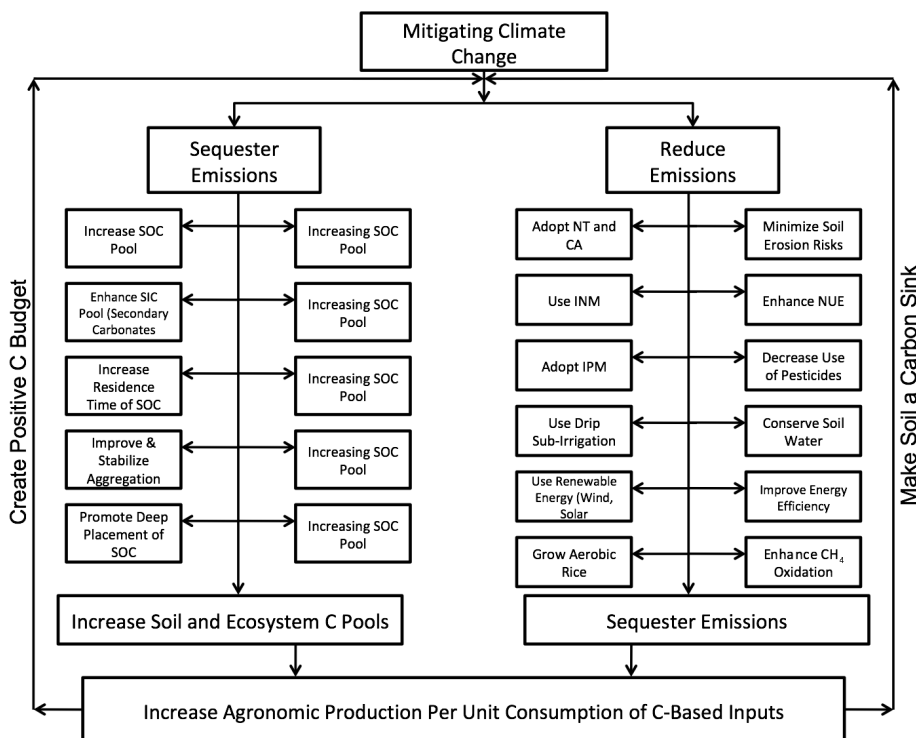 Mitigating Climate
Change
Sequester
Emissions
Reduce
Emissions
Increase SOC
Pool
Increasing SOC
Pool
Enhance SIC
Pool (Secondary
Carbonates
Increasing SOC
Pool
Increase
Residence
Time of SOC
Increasing SOC
Pool
Improve &
Stabilize
Aggregation
Increasing SOC
Pool
Promote Deep
Placement of
SOC
Increasing SOC
Pool
Adopt NT and
CA
Minimize Soil
Erosion Risks
Use INM
Enhance NUE
Adopt IPM
Decrease Use
of Pesticides
Use Drip
Sub-Irrigation
Conserve Soil
Water
Use Renewable
Energy (Wind,
Solar
Improve Energy
Efficiency
Grow Aerobic
Rice
Enhance CH₄
Oxidation
Increase Soil and Ecosystem C Pools
Sequester Emissions
Increase Agronomic Production Per Unit Consumption of C-Based Inputs
Create Positive C Budget
Make Soil a Carbon Sink